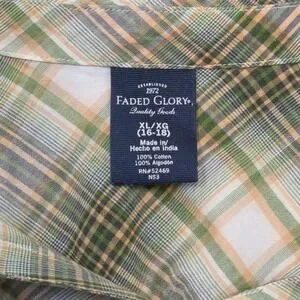 ESTABLISHED
1972
FADED GLORY
Quality Goods
XL/XG
(16-18)
Made in/
Hecho en India
100% Cotton
100% Algodón
RN#52469
NS3